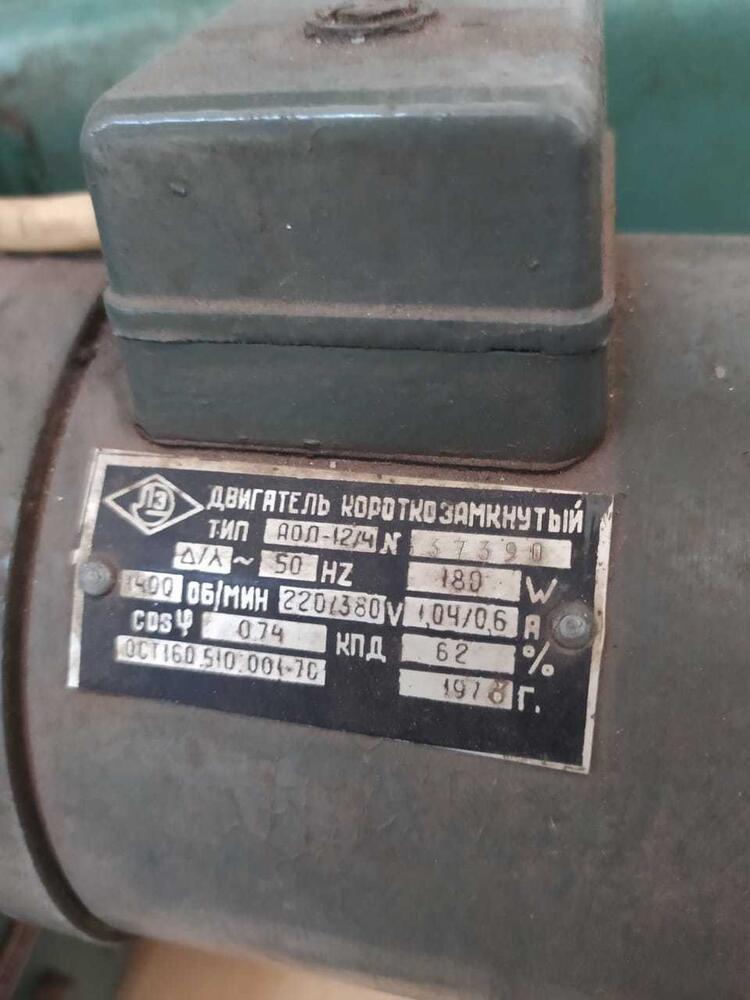 ЛЭ
ДВИГАТЕЛЬ КОРОТКОЗАМКНУТЫЙ
ТИП АОЛ-12/4 N 37390
Δ/Y ~ 50 HZ 180 W
1400 ОБ/МИН 220/380 V 1,04/0,6 A
cosφ 0,74 КПД 62 %
ОСТ160.510.001-70
1978 Г.